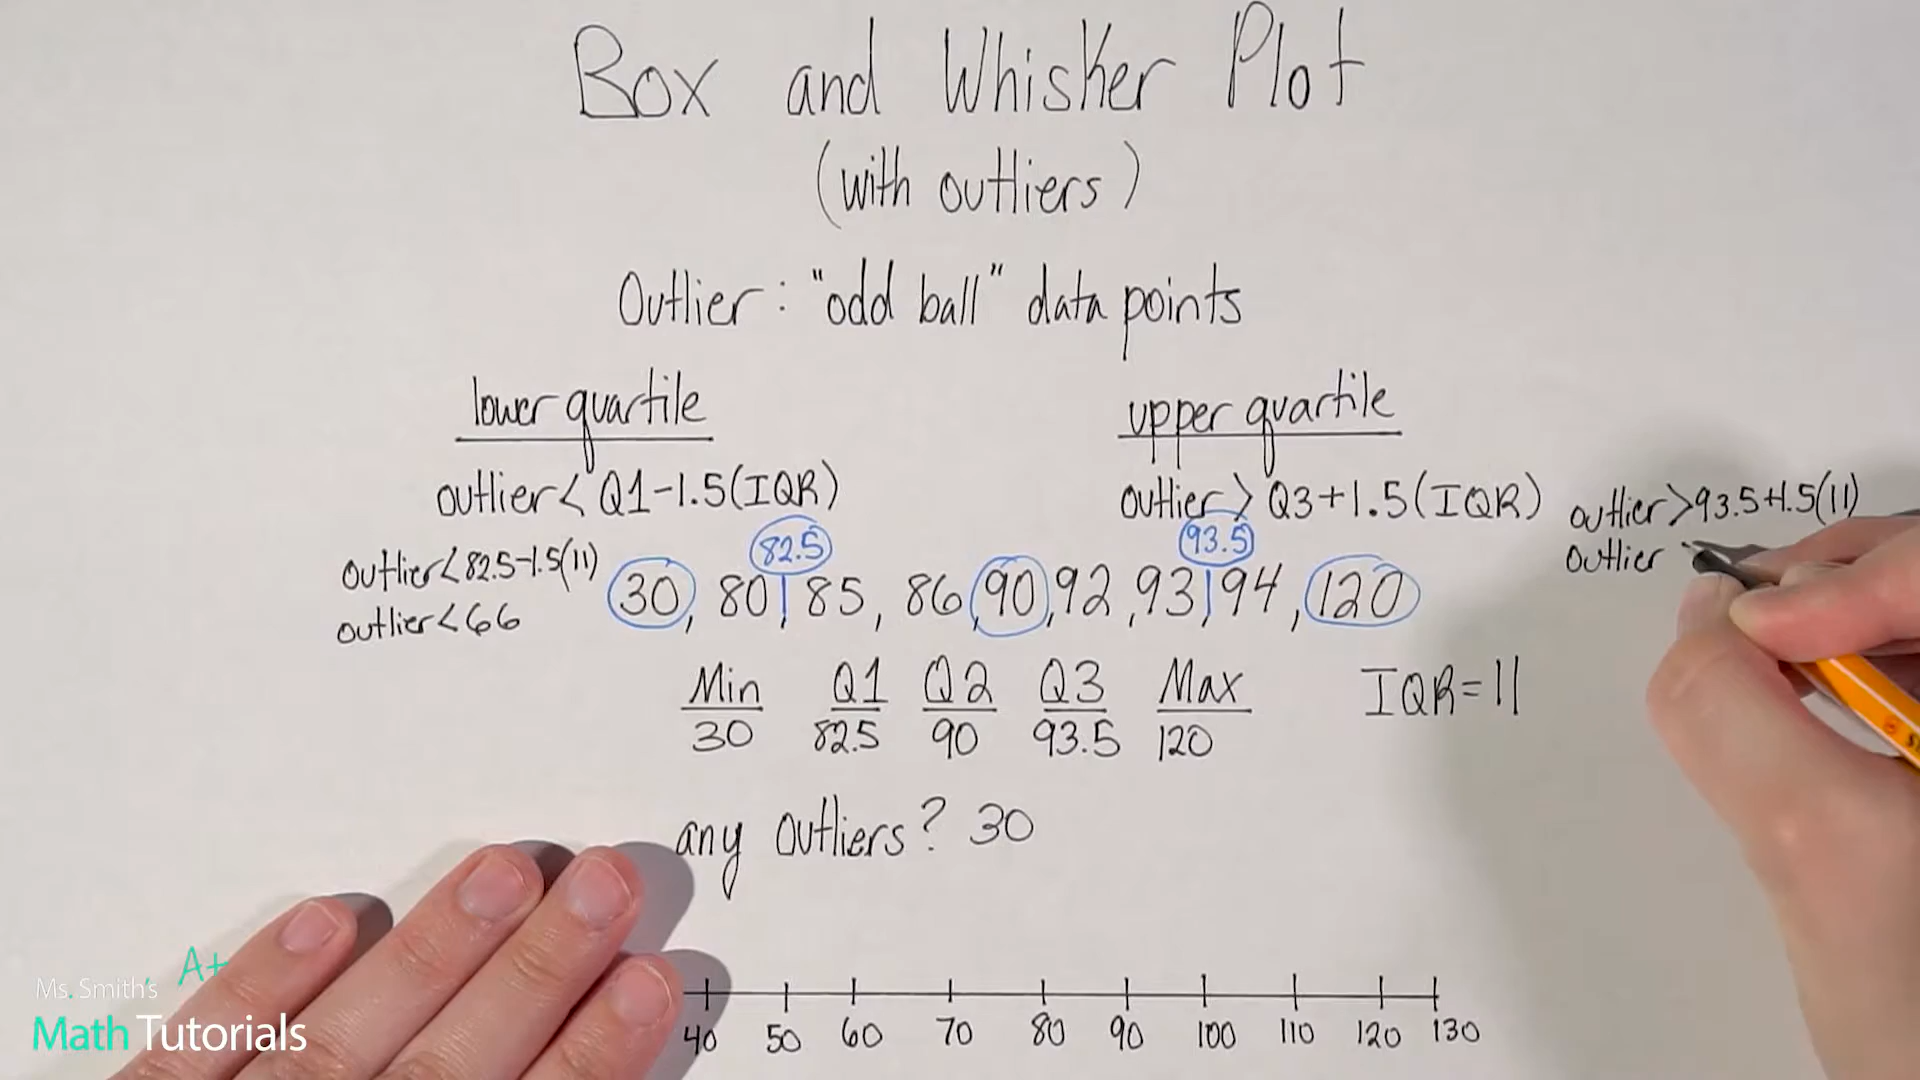 Box and Whisker Plot
(with outliers)
Outlier: "odd ball" data points
lower quartile
outlier < Q1-1.5(IQR)
upper quartile
outlier > Q3+1.5(IQR)
outlier>93.5+1.5(11)
outlier
outlier<82.5-1.5(11)
outlier<66
82.5
93.5
30, 80, 85, 86, 90, 92, 93, 94, 120
Min Q1 Q2 Q3 Max
30 82.5 90 93.5 120
IQR=11
any outliers? 30
40 50 60 70 80 90 100 110 120 130
A+
Ms. Smith's
Math Tutorials